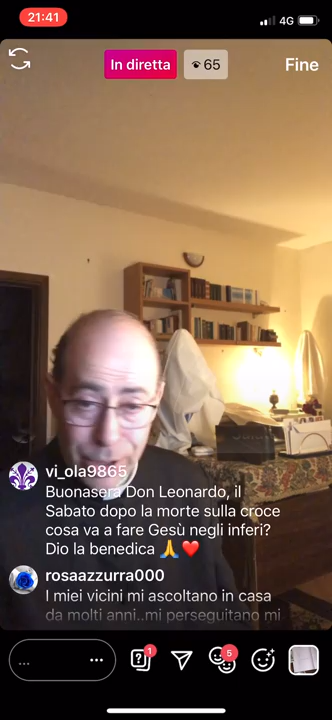 21:41
4G
In diretta
65
Fine
vi_ola9865
Buonasera Don Leonardo, il
Sabato dopo la morte sulla croce
cosa va a fare Gesù negli inferi?
Dio la benedica 🙏❤️
rosaazzurra000
I miei vicini mi ascoltano in casa
da molti anni..mi perseguitano mi
...
1
5